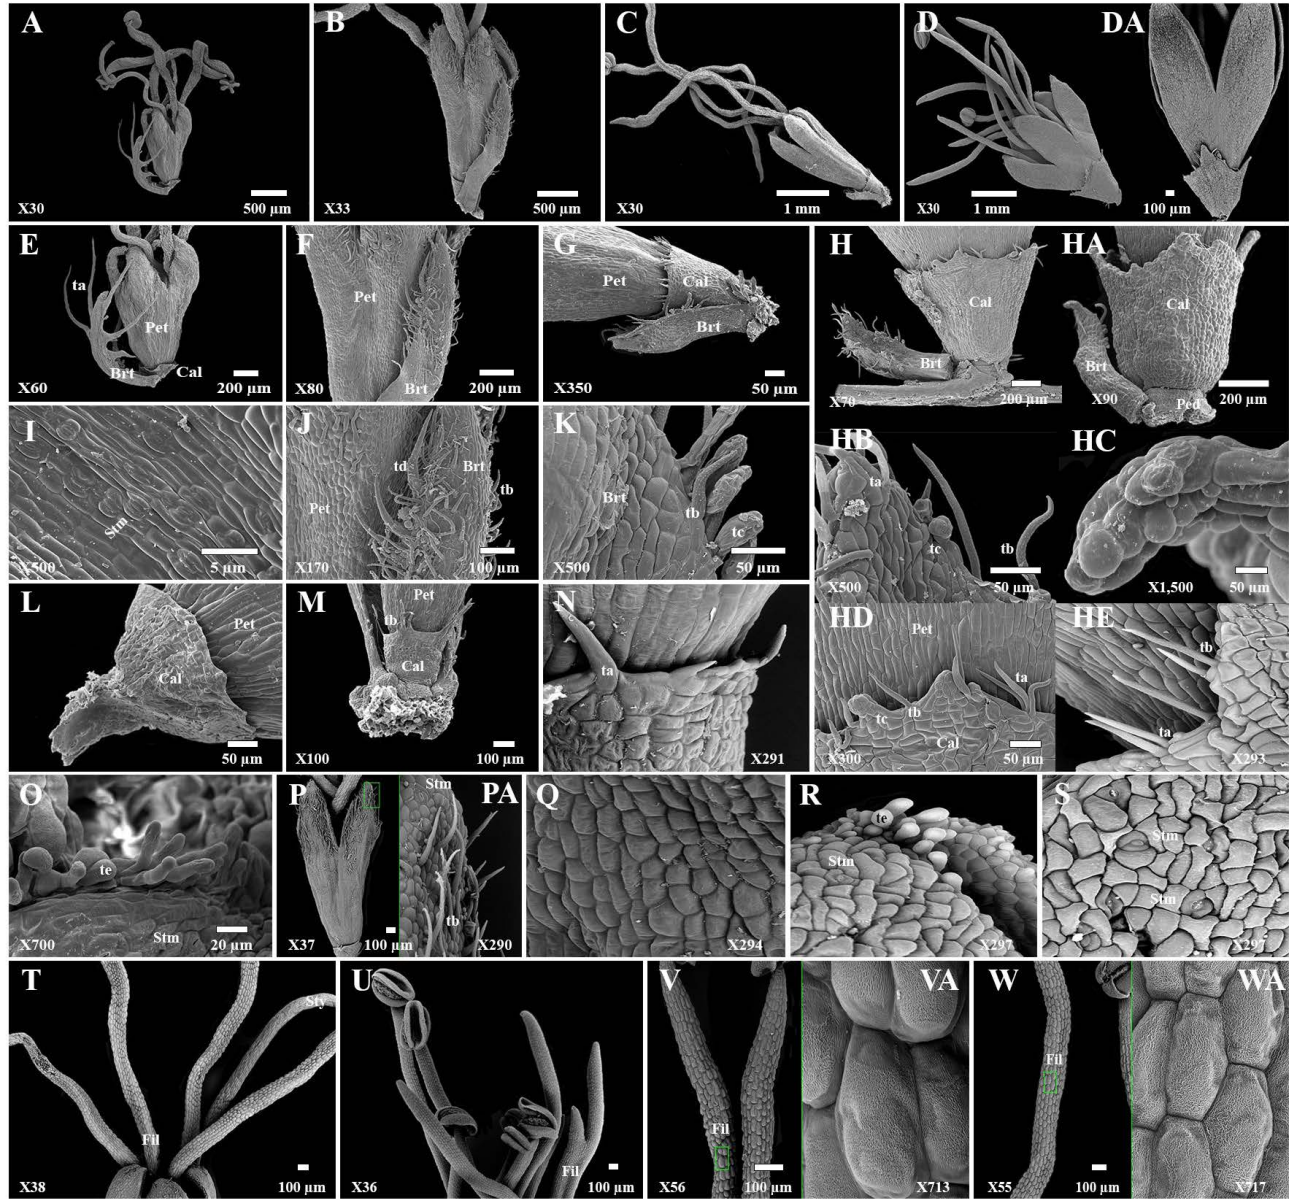 A
X30
500 µm
B
X33
500 µm
C
X30
1 mm
D
X30
1 mm
DA
100 µm
E
ta
Pet
Brt
Cal
X60
200 µm
F
Pet
Brt
X80
200 µm
G
Pet
Cal
Brt
X350
50 µm
H
Cal
Brt
X70
200 µm
HA
Cal
Brt
X90
Ped
200 µm
I
Stm
X500
5 µm
J
td
Brt
tb
Pet
X170
100 µm
K
Brt
tb
tc
X500
50 µm
HB
ta
tc
tb
X500
50 µm
HC
X1,500
50 µm
L
Pet
Cal
50 µm
M
Pet
tb
Cal
X100
100 µm
N
ta
X291
HD
Pet
ta
tc
tb
Cal
X300
50 µm
HE
tb
ta
X293
O
te
X700
Stm
20 µm
P
X37
100 µm
Stm
PA
tb
X290
Q
X294
R
te
Stm
X297
S
Stm
Stm
X297
T
Sty
Fil
X38
100 µm
U
Fil
X36
100 µm
V
Fil
X56
100 µm
VA
X713
W
Fil
X55
100 µm
WA
X717